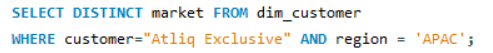 SELECT DISTINCT market FROM dim_customer
WHERE customer="Atliq Exclusive" AND region = 'APAC';